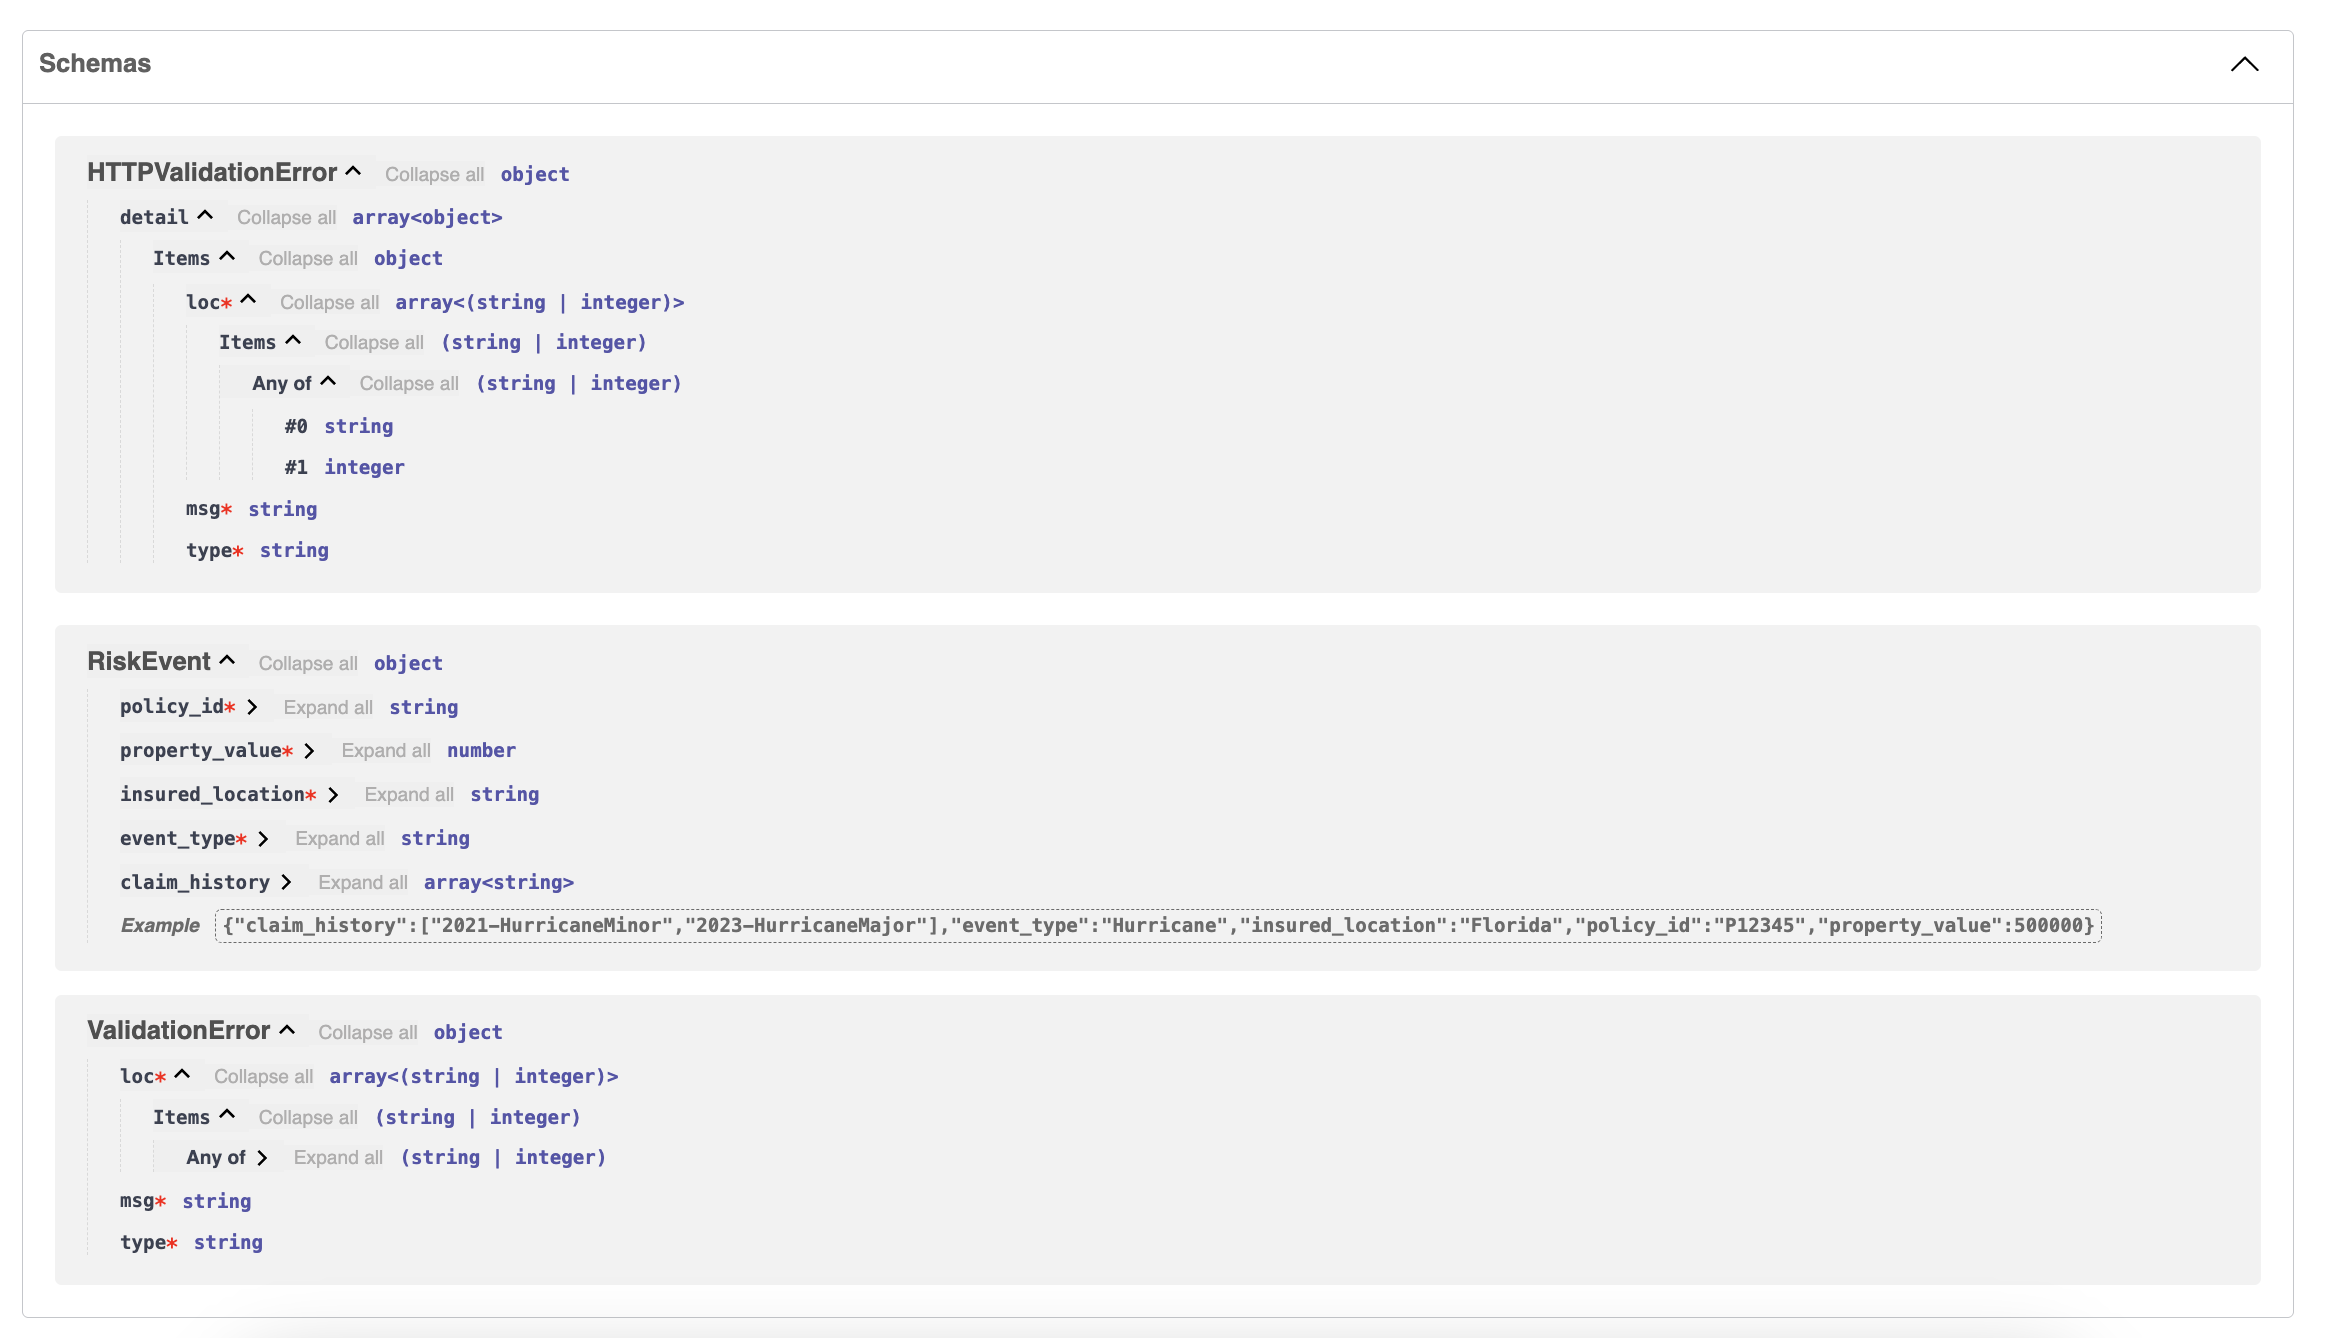 Schemas
HTTPValidationError Collapse all object
detail Collapse all array<object>
Items Collapse all object
loc* Collapse all array<(string | integer)>
Items Collapse all (string | integer)
Any of Collapse all (string | integer)
#0 string
#1 integer
msg* string
type* string
RiskEvent Collapse all object
policy_id* Expand all string
property_value* Expand all number
insured_location* Expand all string
event_type* Expand all string
claim_history Expand all array<string>
Example {"claim_history":["2021-HurricaneMinor","2023-HurricaneMajor"],"event_type":"Hurricane","insured_location":"Florida","policy_id":"P12345","property_value":500000}
ValidationError Collapse all object
loc* Collapse all array<(string | integer)>
Items Collapse all (string | integer)
Any of Expand all (string | integer)
msg* string
type* string